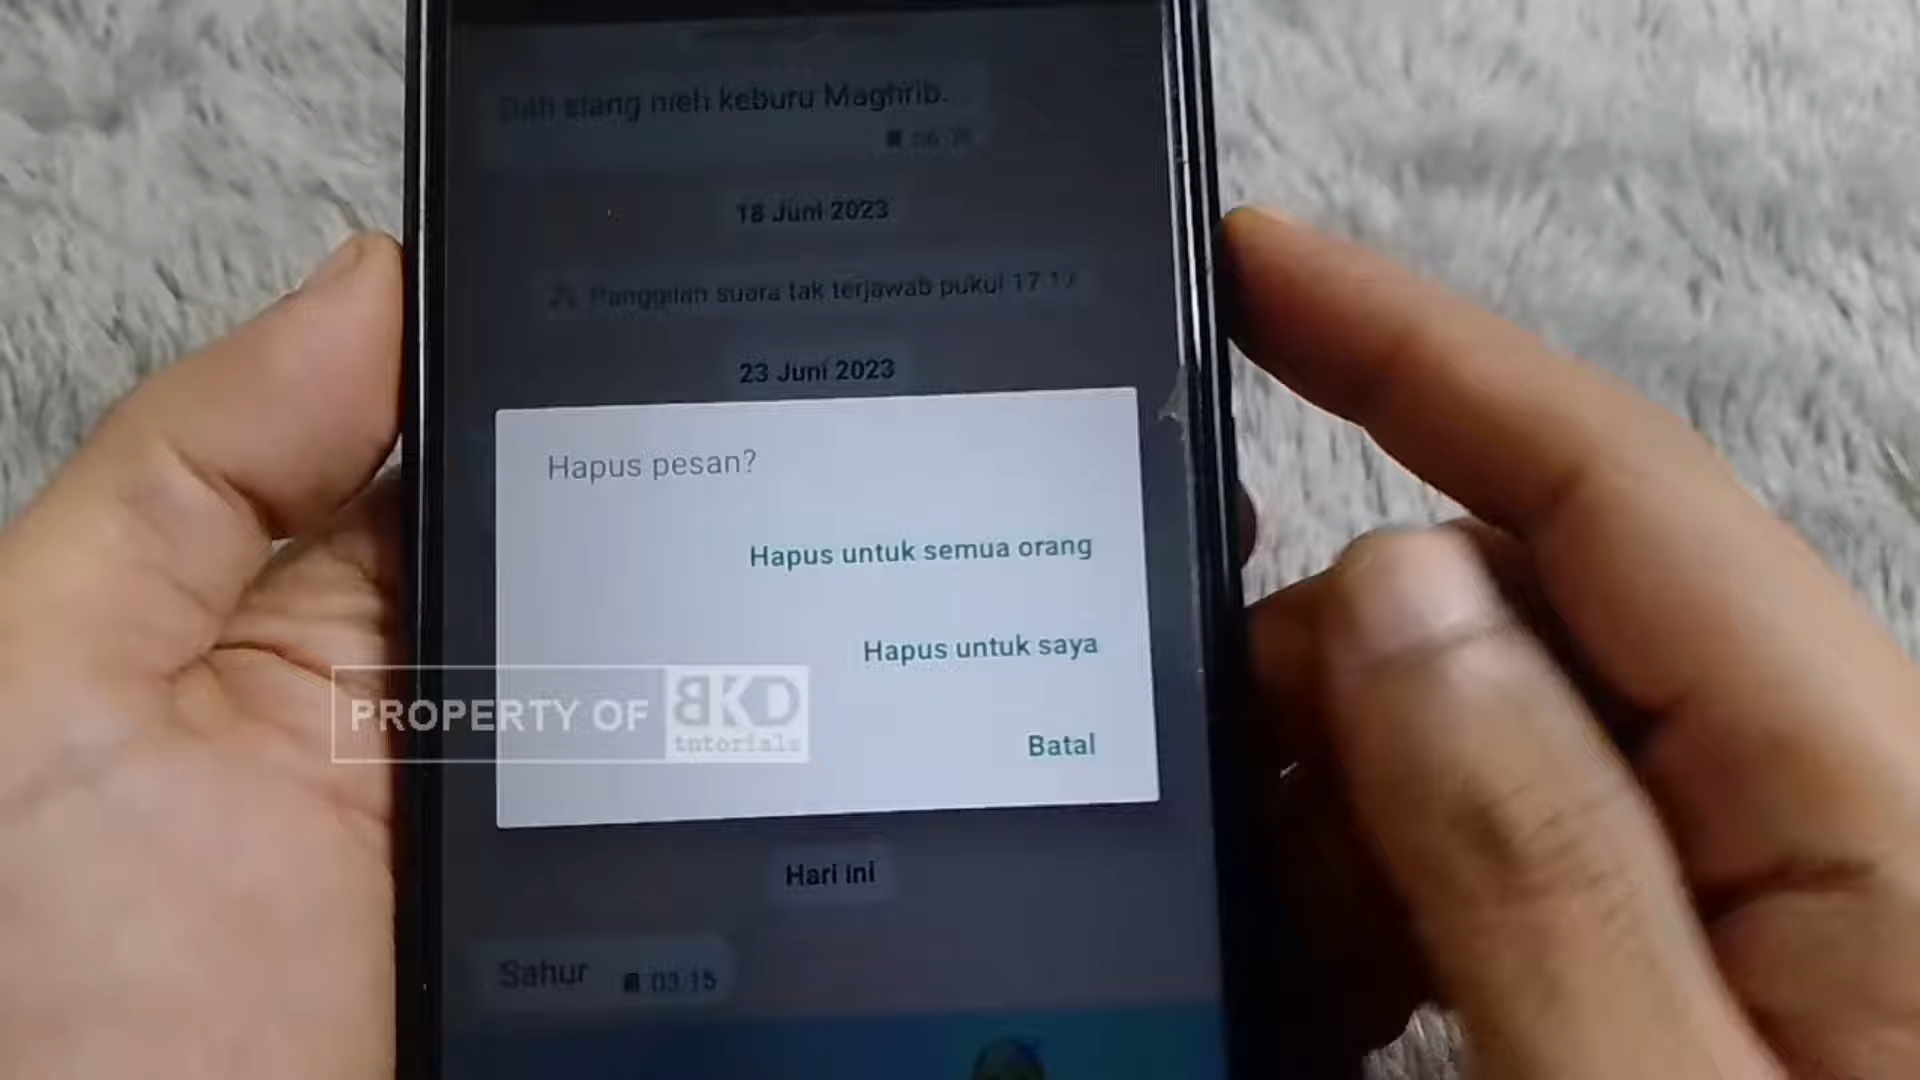 Dah siang nieh keburu Maghrib...
18 Juni 2023
Panggilan suara tak terjawab pukul 17.17
23 Juni 2023
Hapus pesan?
Hapus untuk semua orang
Hapus untuk saya
PROPERTY OF BKD
tutorials
Batal
Hari ini
Sahur 03.15